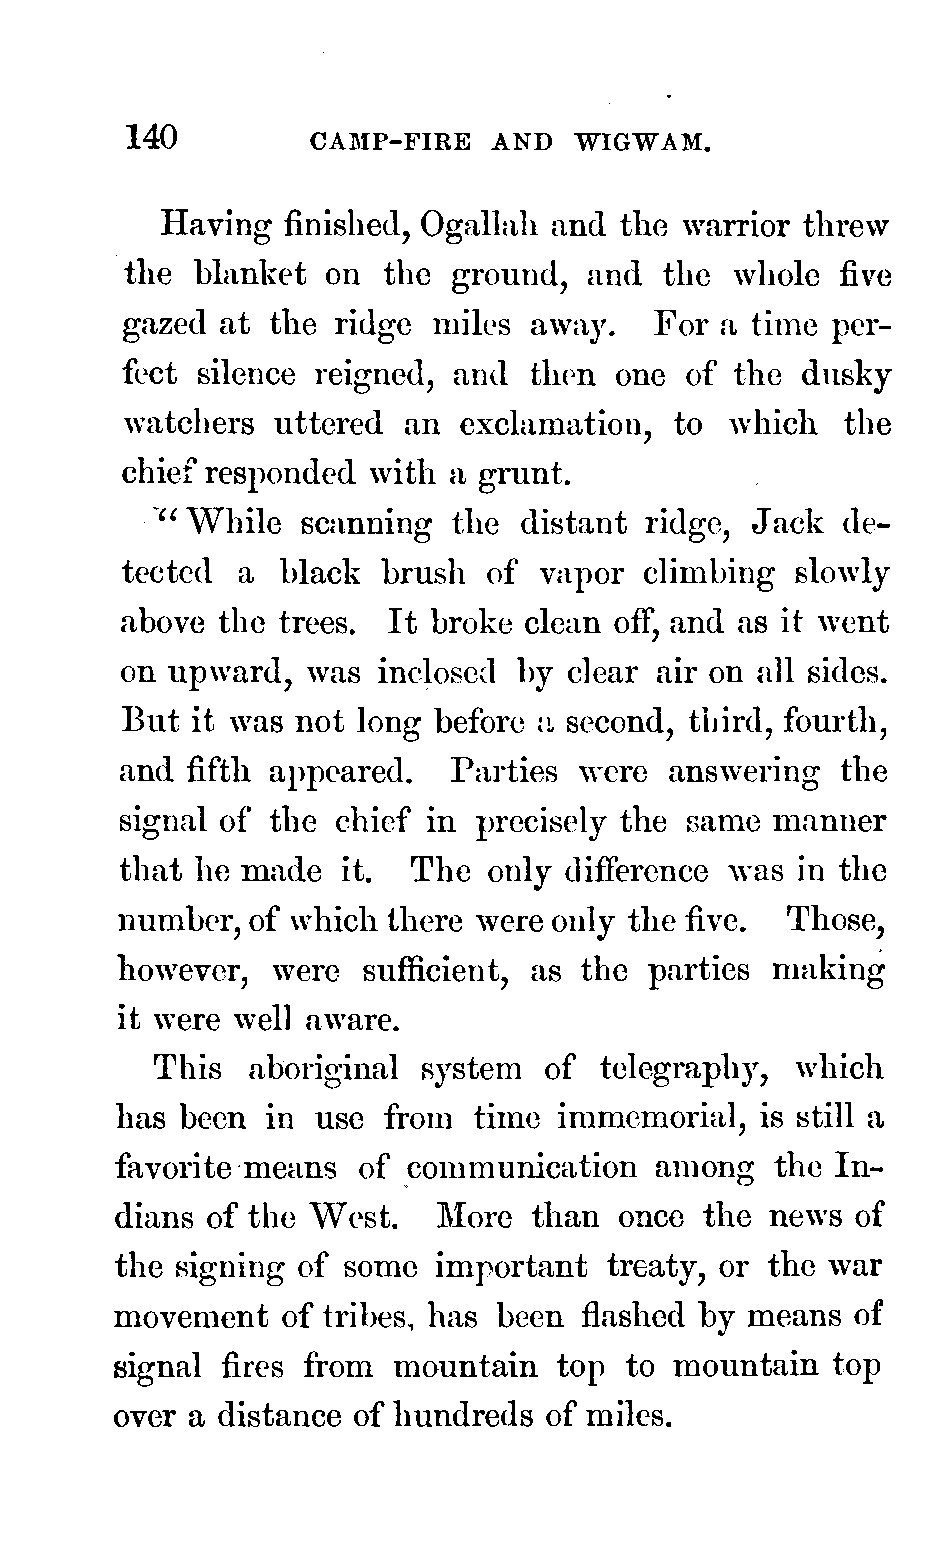 140 CAMP-FIRE AND WIGWAM.
Having finished, Ogallah and the warrior threw
the blanket on the ground, and the whole five
gazed at the ridge miles away. For a time per-
fect silence reigned, and then one of the dusky
watchers uttered an exclamation, to which the
chief responded with a grunt.
“ While scanning the distant ridge, Jack de-
tected a black brush of vapor climbing slowly
above the trees. It broke clean off, and as it went
on upward, was inclosed by clear air on all sides.
But it was not long before a second, third, fourth,
and fifth appeared. Parties were answering the
signal of the chief in precisely the same manner
that he made it. The only difference was in the
number, of which there were only the five. Those,
however, were sufficient, as the parties making
it were well aware.
This aboriginal system of telegraphy, which
has been in use from time immemorial, is still a
favorite means of communication among the In-
dians of the West. More than once the news of
the signing of some important treaty, or the war
movement of tribes, has been flashed by means of
signal fires from mountain top to mountain top
over a distance of hundreds of miles.